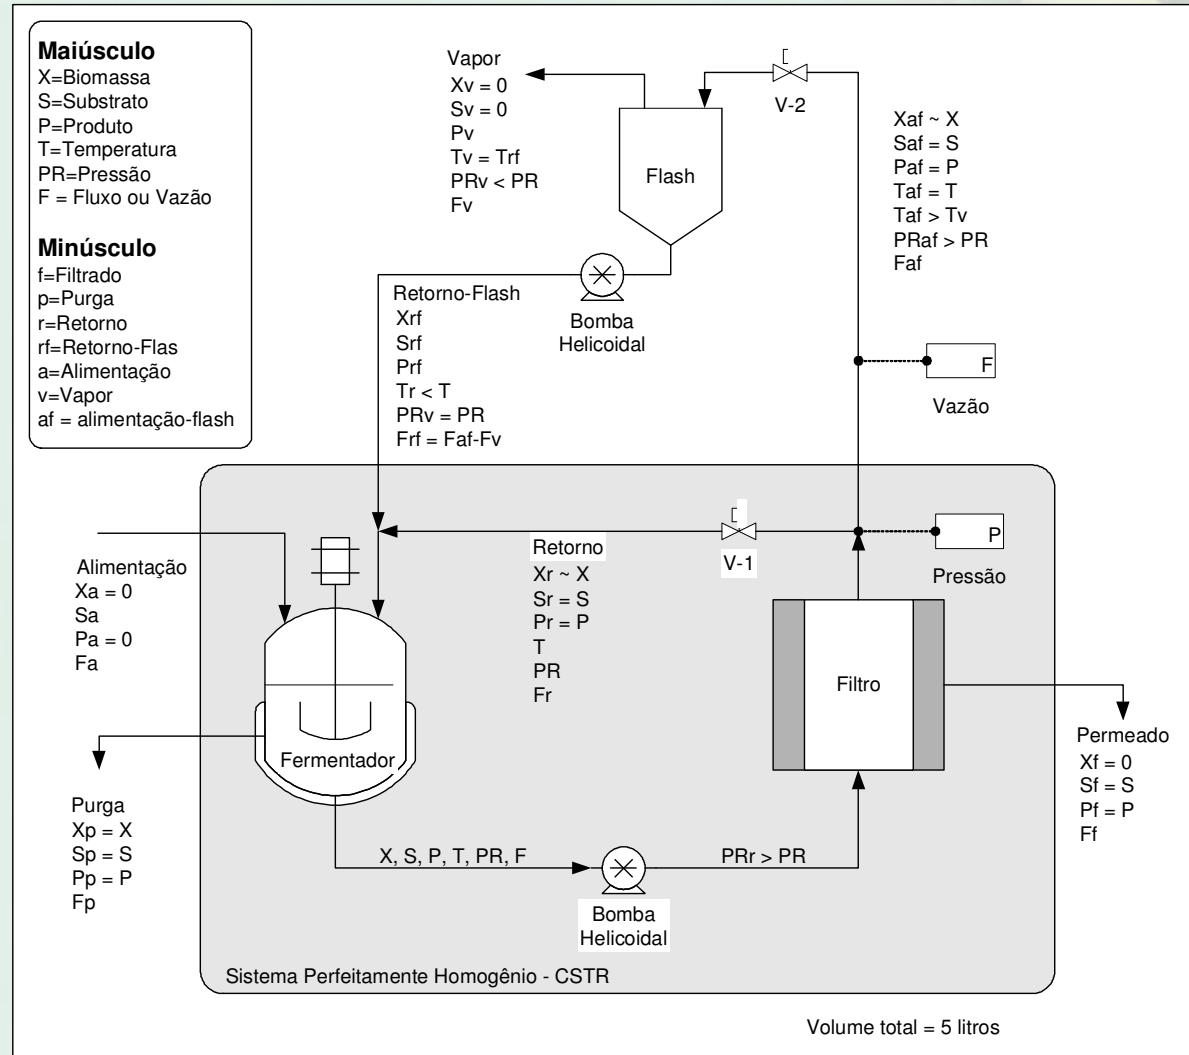 Maiúsculo
X=Biomassa
S=Substrato
P=Produto
T=Temperatura
PR=Pressão
F = Fluxo ou Vazão
Minúsculo
f=Filtrado
p=Purga
r=Retorno
rf=Retorno-Flas
a=Alimentação
v=Vapor
af = alimentação-flash
Vapor
Xv = 0
Sv = 0
Pv
Tv = Trf
PRv < PR
Fv
Flash
V-2
Xaf ~ X
Saf = S
Paf = P
Taf = T
Taf > Tv
PRaf > PR
Faf
Retorno-Flash
Xrf
Srf
Prf
Tr < T
PRv = PR
Frf = Faf-Fv
Bomba
Helicoidal
F
Vazão
Alimentação
Xa = 0
Sa
Pa = 0
Fa
Retorno
Xr ~ X
Sr = S
Pr = P
T
PR
Fr
V-1
P
Pressão
Filtro
Fermentador
Permeado
Xf = 0
Sf = S
Pf = P
Ff
Purga
Xp = X
Sp = S
Pp = P
Fp
X, S, P, T, PR, F
PRr > PR
Bomba
Helicoidal
Sistema Perfeitamente Homogênio - CSTR
Volume total = 5 litros